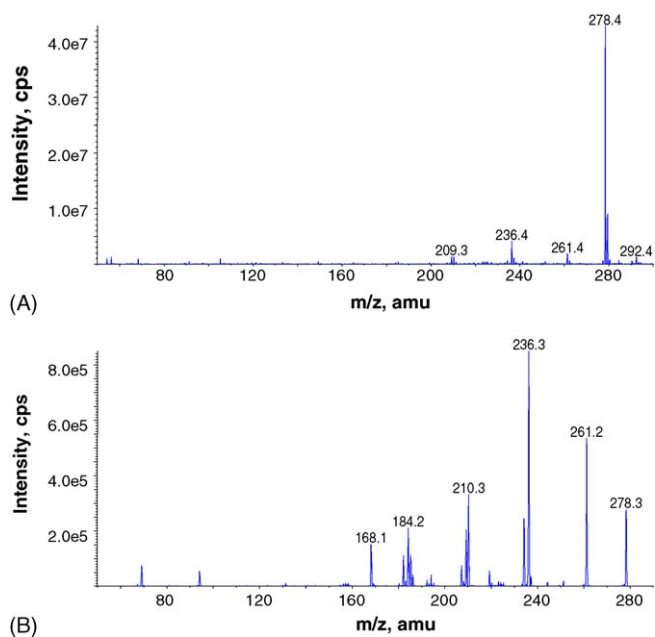 Intensity, cps
4.0e7
3.0e7
2.0e7
1.0e7
278.4
236.4
209.3
261.4
292.4
80 120 160 200 240 280
m/z, amu
(A)
Intensity, cps
8.0e5
6.0e5
4.0e5
2.0e5
236.3
261.2
210.3
278.3
184.2
168.1
80 120 160 200 240 280
m/z, amu
(B)